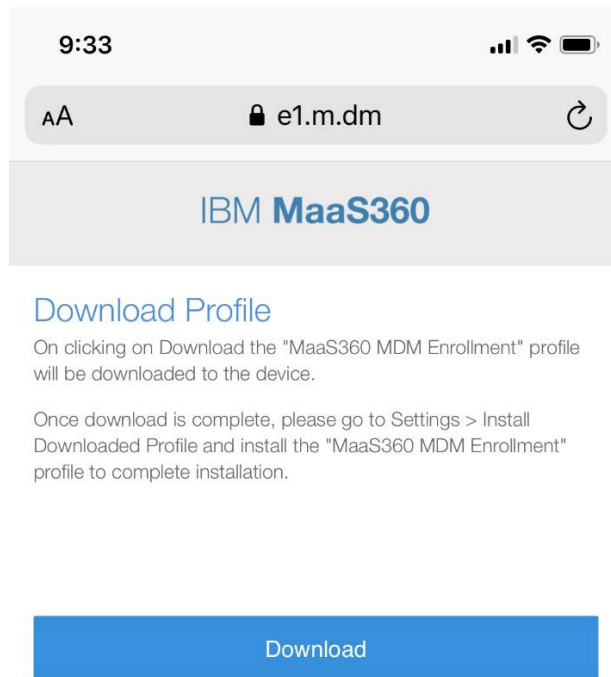 9:33
AA e1.m.dm
IBM MaaS360
Download Profile
On clicking on Download the "MaaS360 MDM Enrollment" profile
will be downloaded to the device.
Once download is complete, please go to Settings > Install
Downloaded Profile and install the "MaaS360 MDM Enrollment"
profile to complete installation.
Download